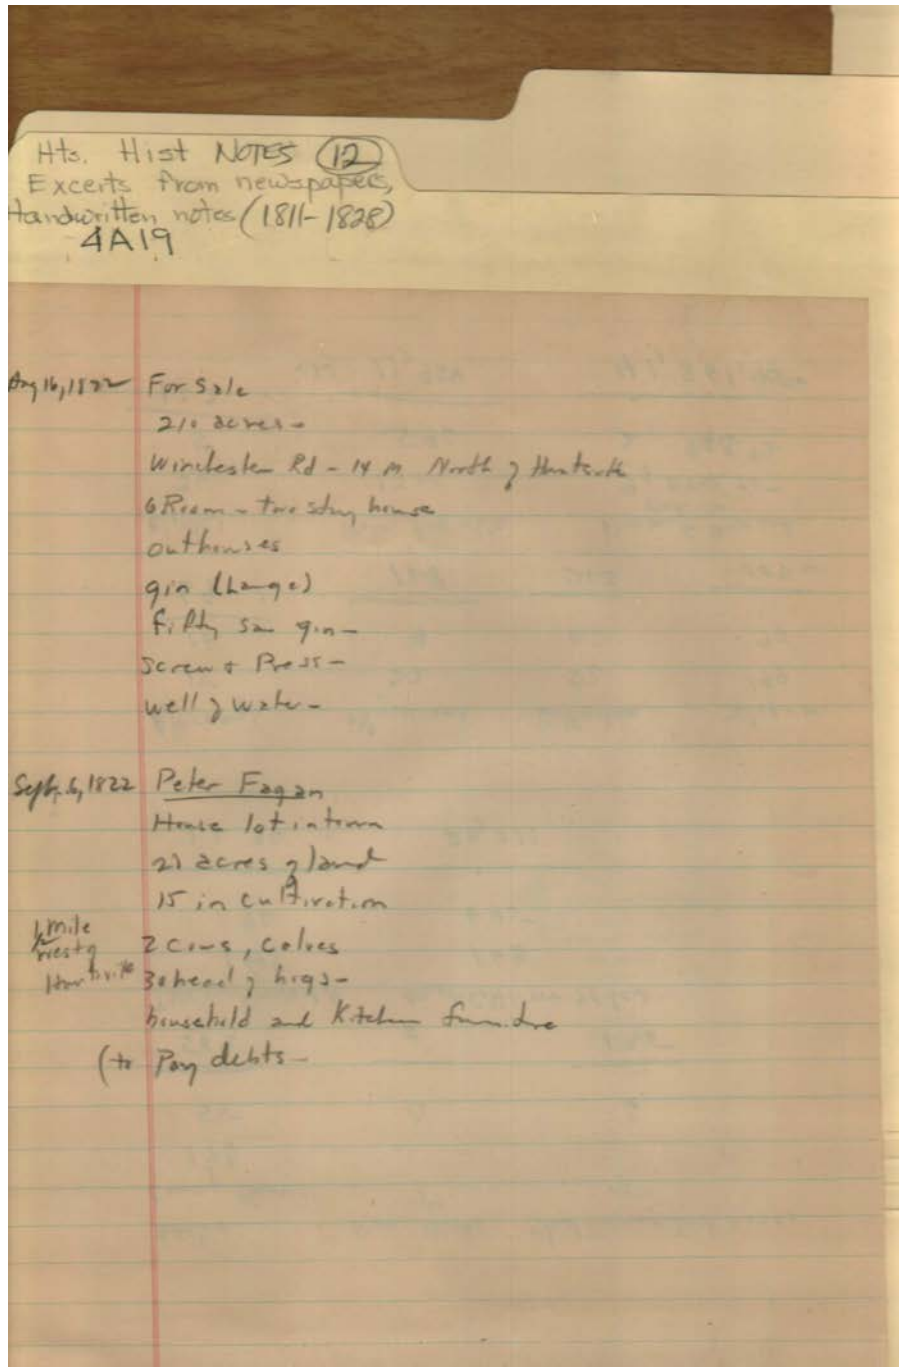 Hts. Hist NOTES 12
Excerts from newspapers,
Handwritten notes (1811-1828)
4A19
Aug 16, 1822 For Sale
210 acres -
Winchester Rd - 14 m North of Huntsville
6 Room - two story house
outhouses
gin (Large)
fifty saw gin -
Screw & Press -
well of water -
Sept. 6, 1822 Peter Fagan
House lot in town
acres of land
15 in cultivation
1/2 mile
west of
Huntsville
2 cows, calves
30 head of hogs -
household and Kitchen furniture
(to Pay debts -